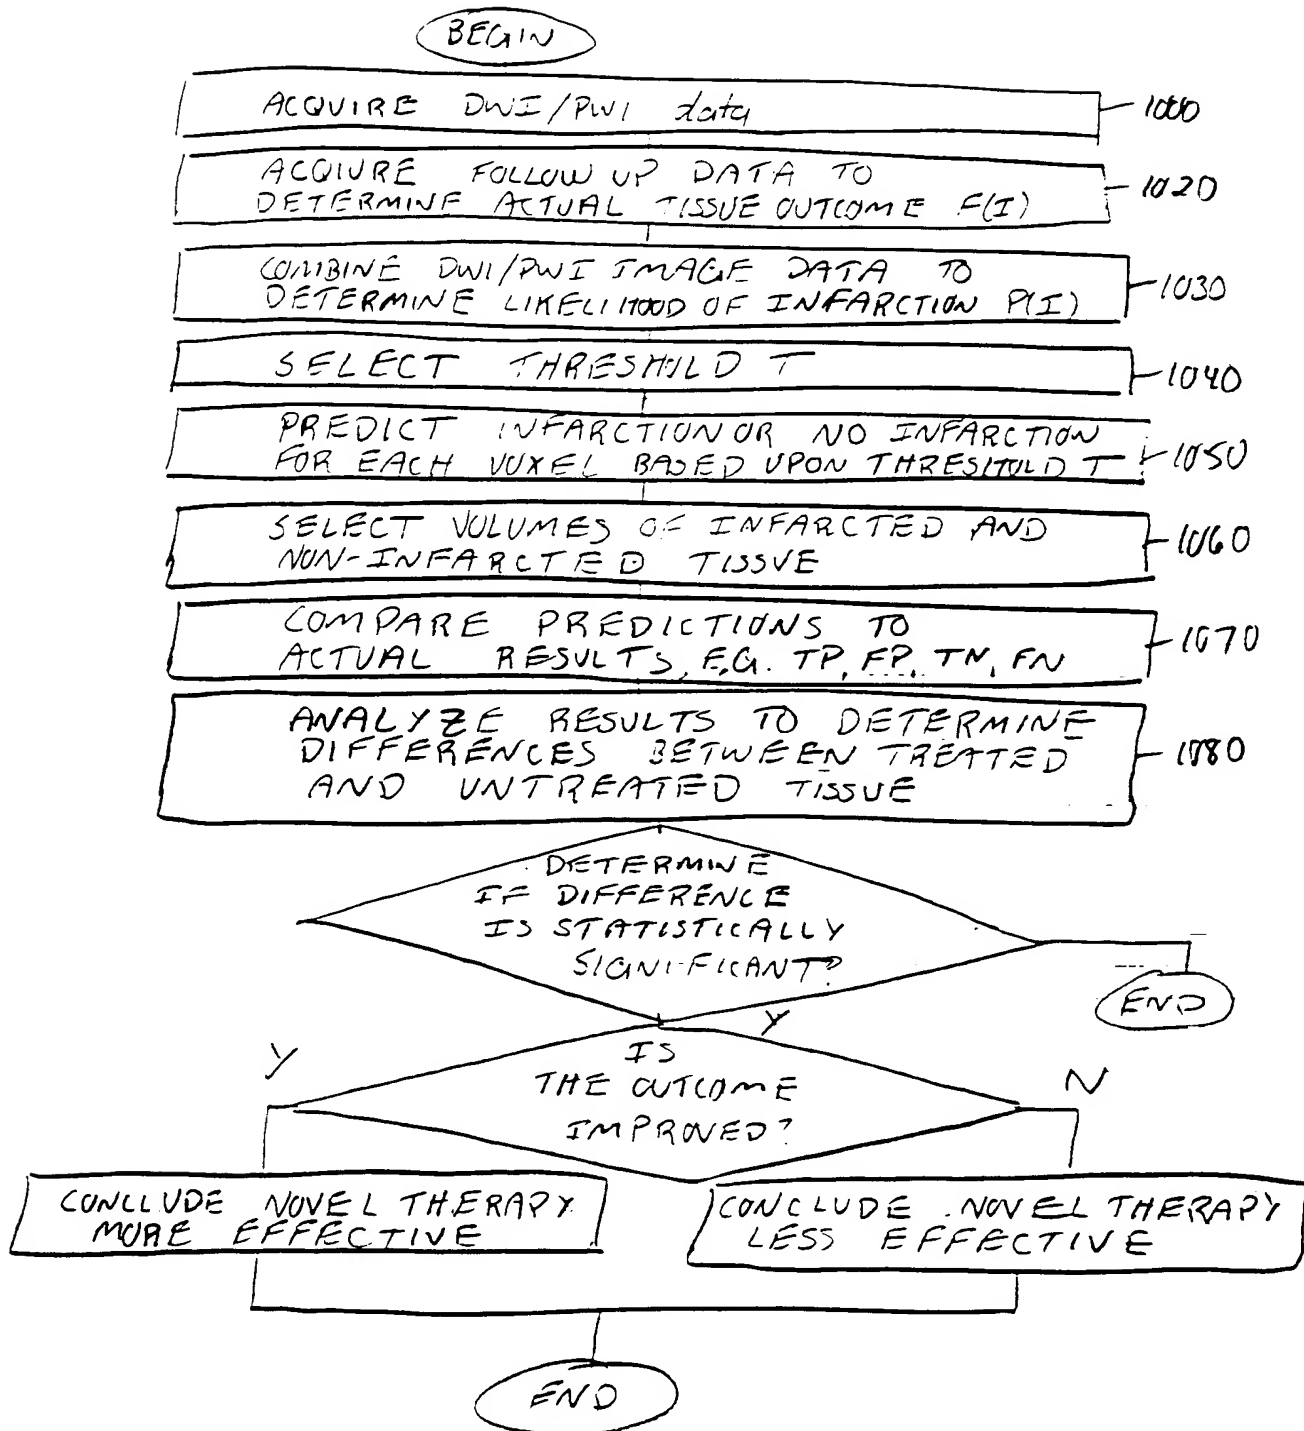 BEGIN
ACQUIRE DWI/PWI data
1000
ACQIURE FOLLOW UP DATA TO
DETERMINE ACTUAL TISSUE OUTCOME F(I)
1020
COMBINE DWI/PWI IMAGE DATA TO
DETERMINE LIKELIHOOD OF INFARCTION P(I)
1030
SELECT THRESHOLD T
1040
PREDICT INFARCTION OR NO INFARCTION
FOR EACH VOXEL BASED UPON THRESHOLD T
1050
SELECT VOLUMES OF INFARCTED AND
NON-INFARCTED TISSUE
1060
COMPARE PREDICTIONS TO
ACTUAL RESULTS, E.G. TP, FP, TN, FN
1070
ANALYZE RESULTS TO DETERMINE
DIFFERENCES BETWEEN TREATED
AND UNTREATED TISSUE
1080
DETERMINE
IF DIFFERENCE
IS STATISTICALLY
SIGNIFICANT?
END
Y
IS
THE OUTCOME
IMPROVED?
Y
N
CONCLUDE NOVEL THERAPY
MORE EFFECTIVE
CONCLUDE NOVEL THERAPY
LESS EFFECTIVE
END